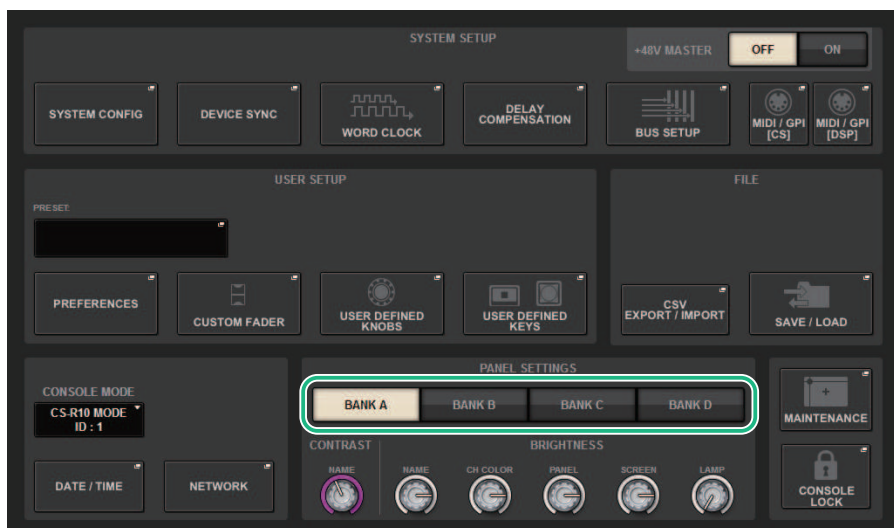 SYSTEM SETUP
+48V MASTER OFF ON
SYSTEM CONFIG
DEVICE SYNC
WORD CLOCK
DELAY
COMPENSATION
BUS SETUP
MIDI / GPI
[CS]
MIDI / GPI
[DSP]
USER SETUP
PRESET
PREFERENCES
CUSTOM FADER
USER DEFINED
KNOBS
USER DEFINED
KEYS
FILE
CSV
EXPORT / IMPORT
SAVE / LOAD
CONSOLE MODE
CS-R10 MODE
ID : 1
DATE / TIME
NETWORK
PANEL SETTINGS
BANK A BANK B BANK C BANK D
CONTRAST
NAME
BRIGHTNESS
NAME CH COLOR PANEL SCREEN LAMP
MAINTENANCE
CONSOLE
LOCK